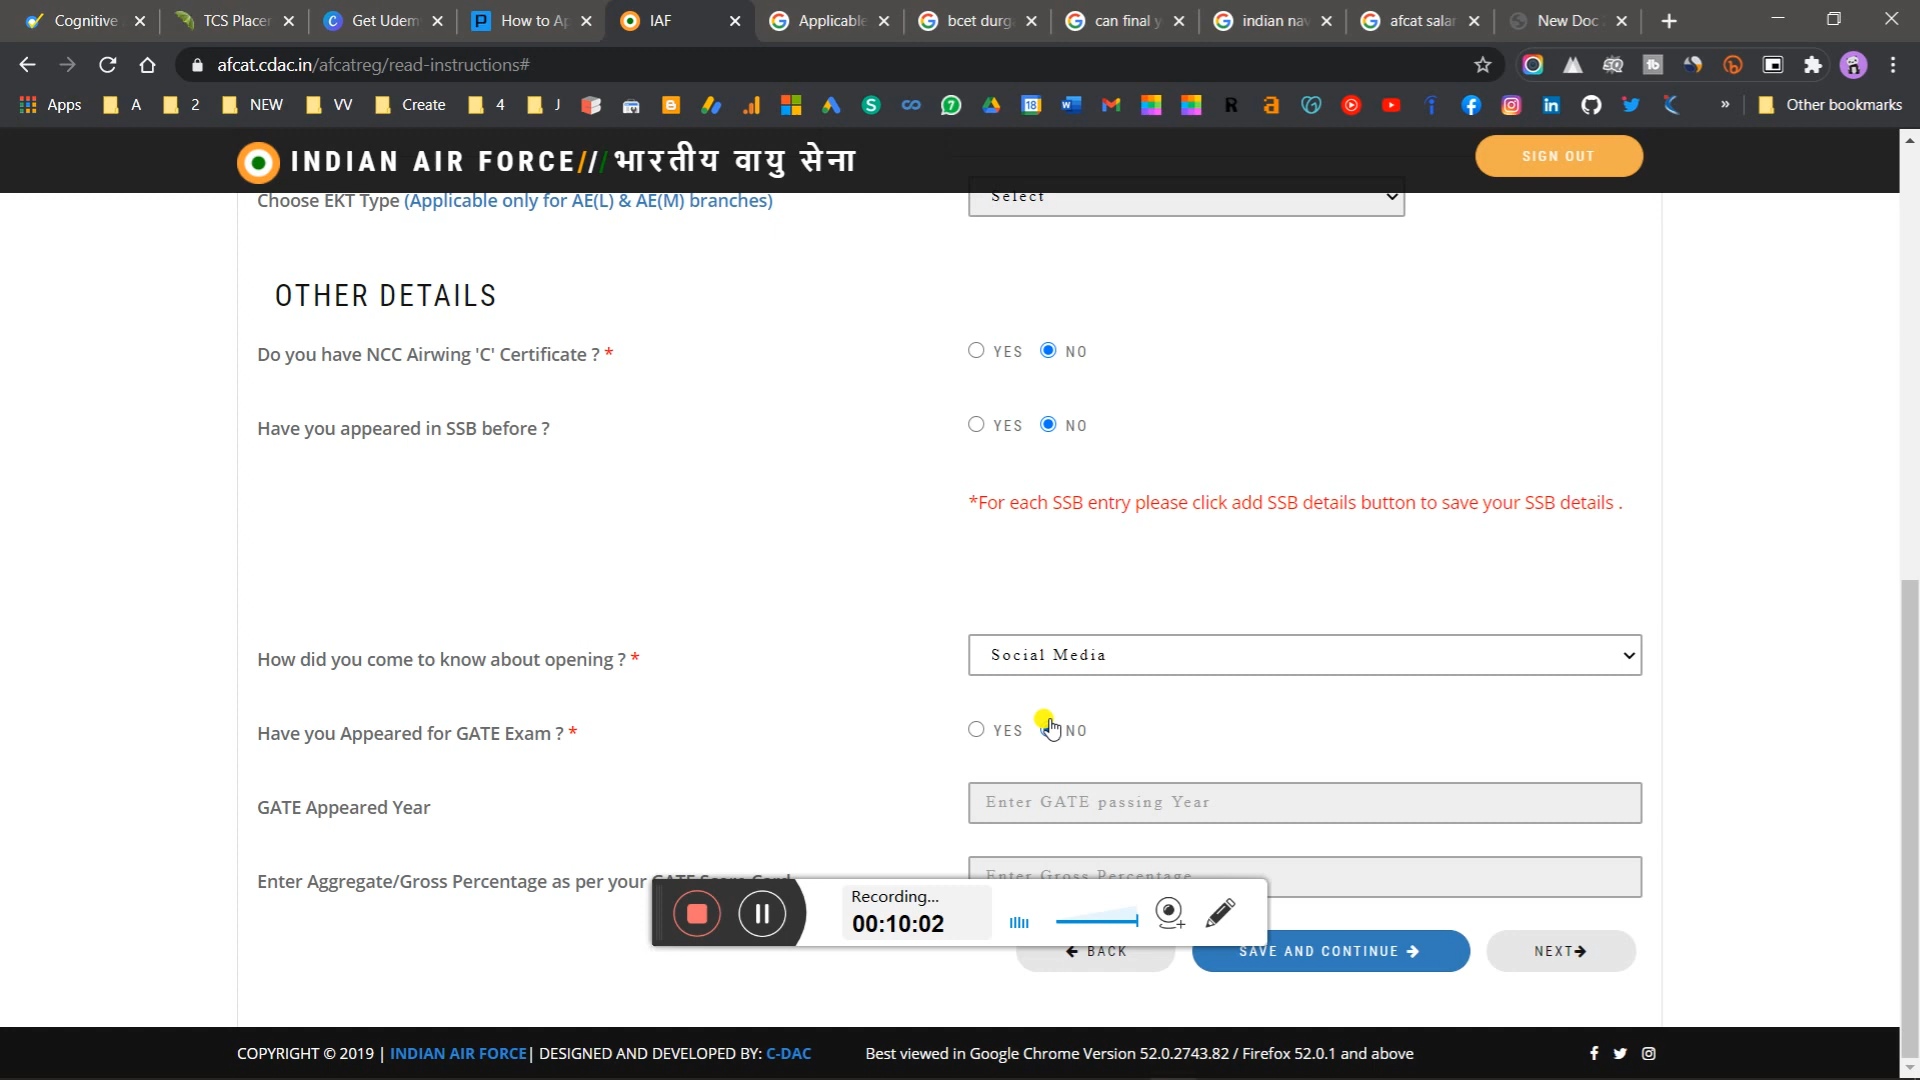 Cognitive
TCS Placer
Get Udem
How to Ap
IAF
Applicable
bcet durg
can final y
indian nav
afcat salar
New Doc
afcat.cdac.in/afcatreg/read-instructions#
Apps
A
2
NEW
VV
Create
4
J
Other bookmarks
INDIAN AIR FORCE//भारतीय वायु सेना
SIGN OUT
Choose EKT Type (Applicable only for AE(L) & AE(M) branches)
Select
OTHER DETAILS
Do you have NCC Airwing 'C' Certificate ? *
YES NO
Have you appeared in SSB before ?
YES NO
*For each SSB entry please click add SSB details button to save your SSB details .
How did you come to know about opening ? *
Social Media
Have you Appeared for GATE Exam ? *
YES NO
GATE Appeared Year
Enter GATE passing Year
Enter Aggregate/Gross Percentage as per your GATE Score Card
Enter Gross Percentage
Recording...
00:10:02
BACK
SAVE AND CONTINUE
NEXT
COPYRIGHT © 2019 | INDIAN AIR FORCE| DESIGNED AND DEVELOPED BY: C-DAC
Best viewed in Google Chrome Version 52.0.2743.82 / Firefox 52.0.1 and above